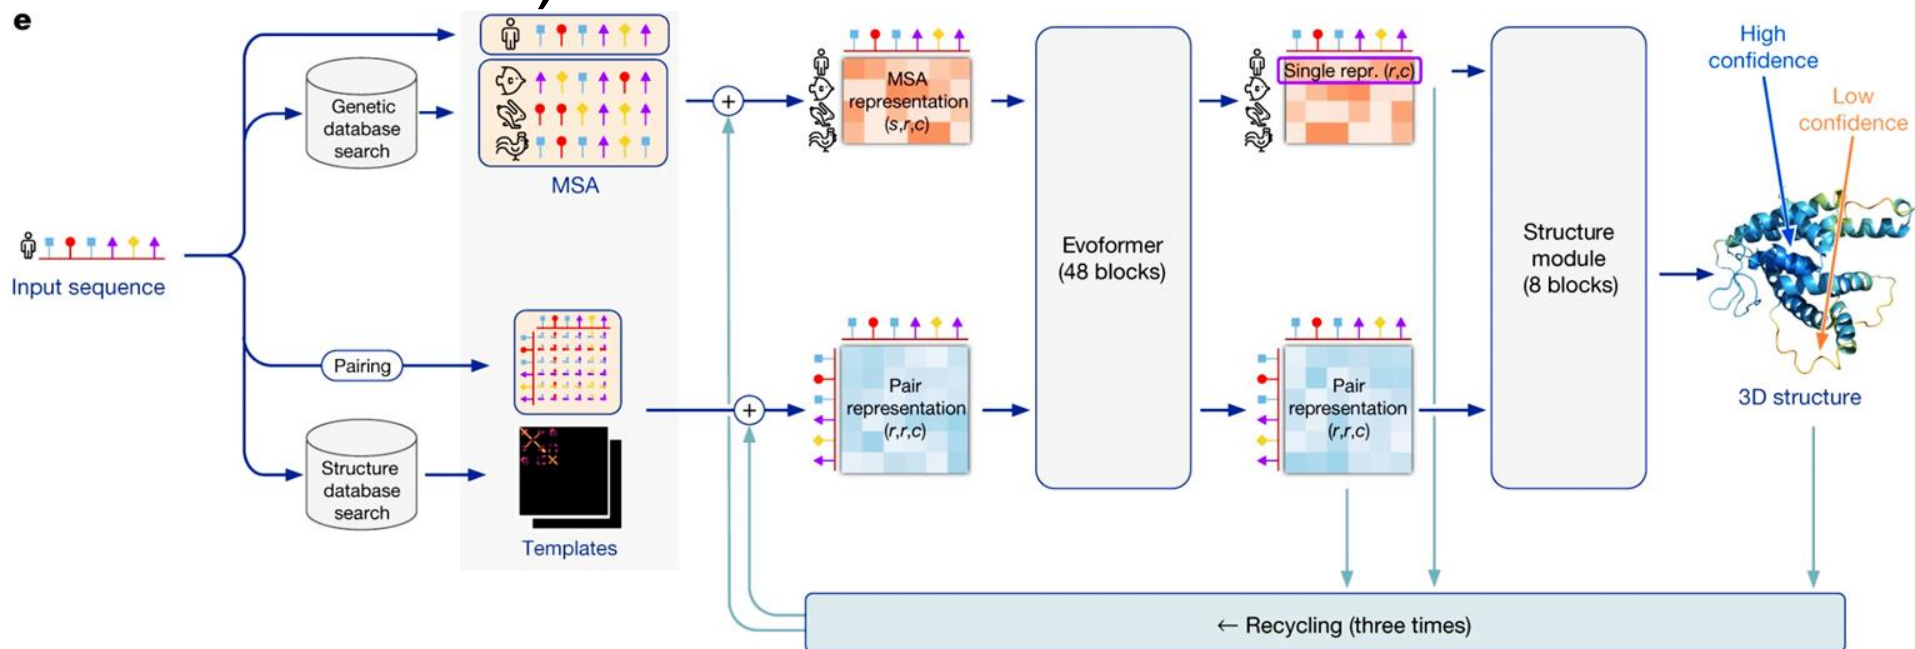 e
Input sequence
Genetic
database
search
Pairing
Structure
database
search
MSA
Templates
+
+
MSA
representation
(s,r,c)
Pair
representation
(r,r,c)
Evoformer
(48 blocks)
Single repr. (r,c)
Pair
representation
(r,r,c)
Structure
module
(8 blocks)
High
confidence
Low
confidence
3D structure
← Recycling (three times)